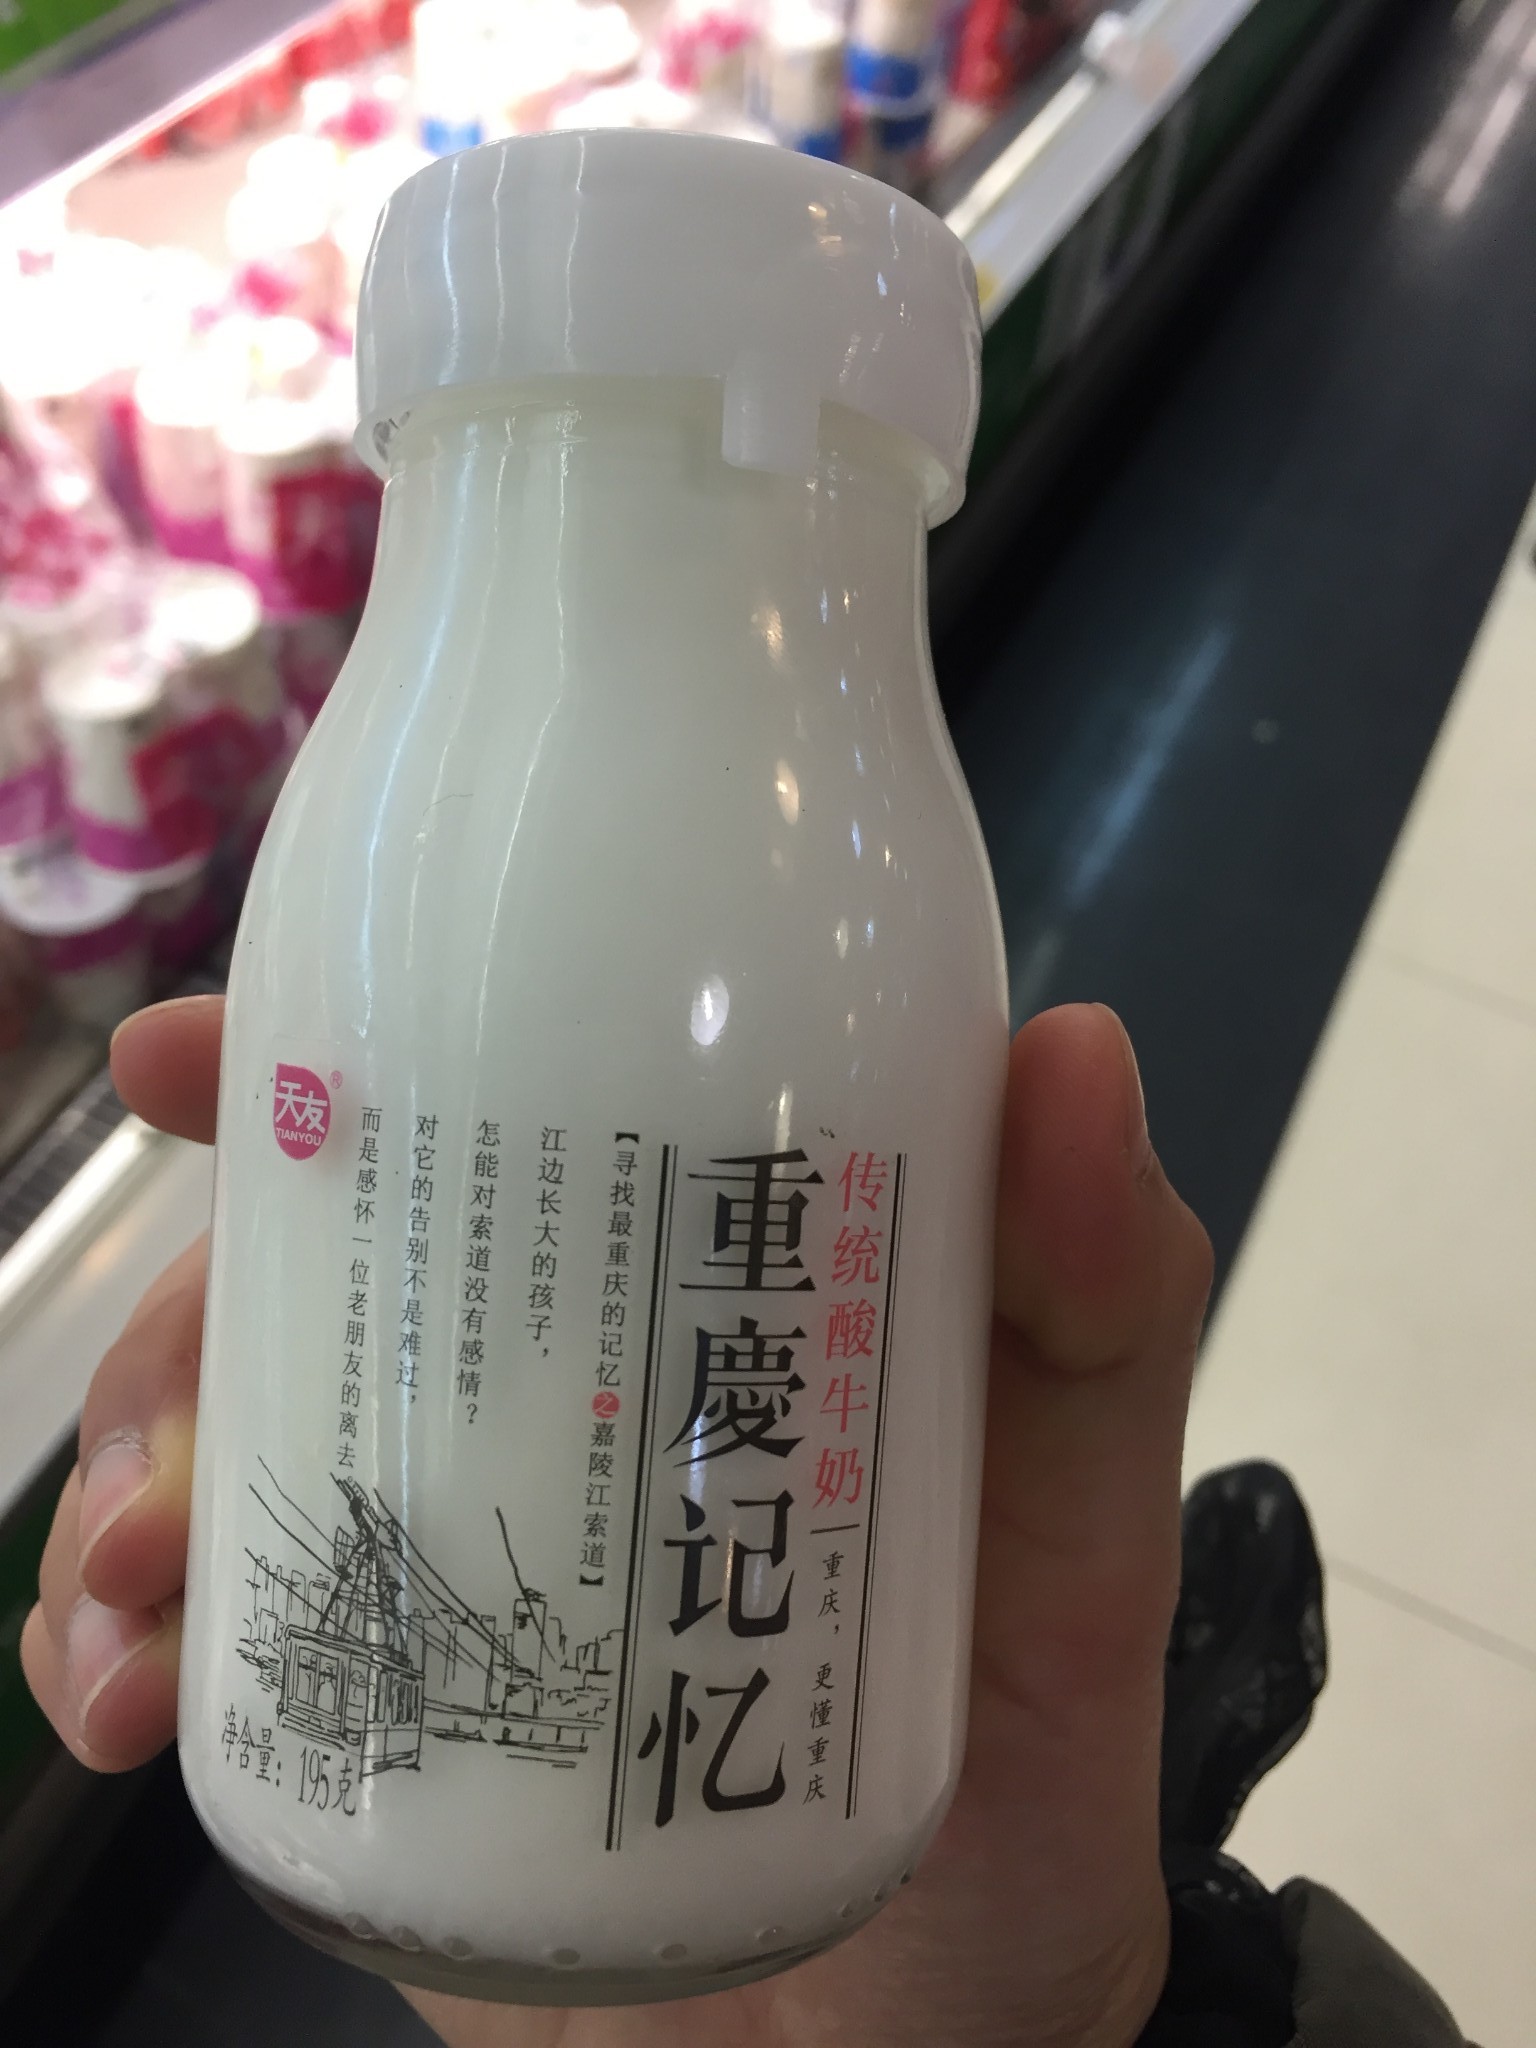 传统酸牛奶
重庆，更懂重庆
重慶记忆
【寻找最重庆的记忆之嘉陵江索道】
江边长大的孩子，
怎能对索道没有感情？
对它的告别不是难过，
而是感怀一位老朋友的离去。
天友®
TIANYOU
净含量：195克